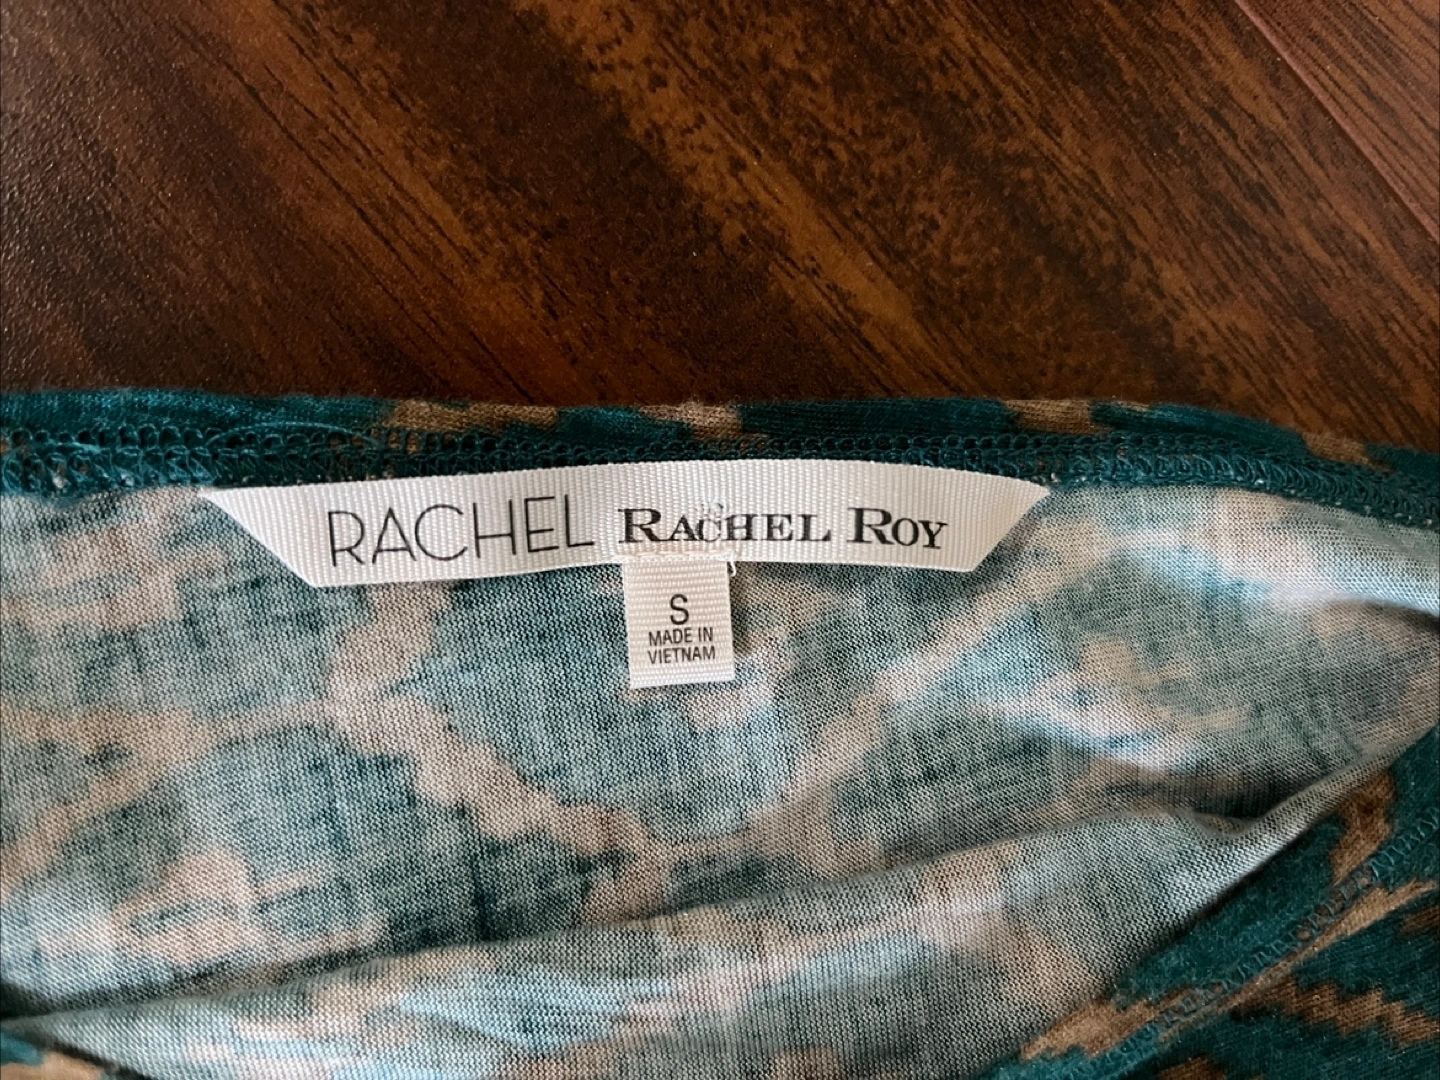 RACHEL RACHEL ROY
S
MADE IN
VIETNAM